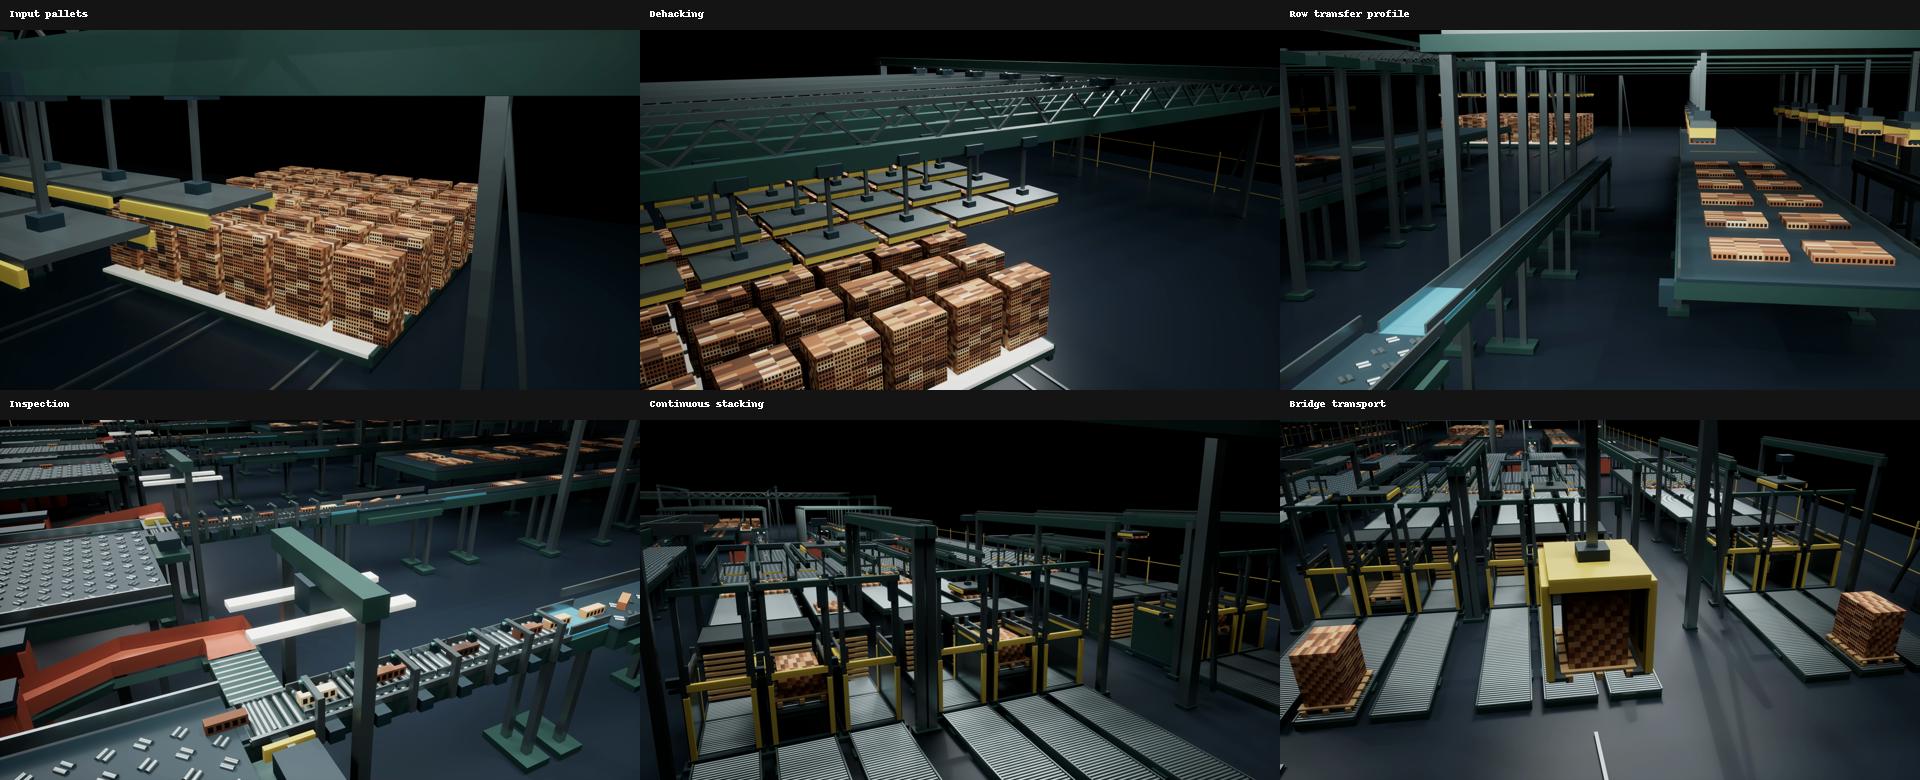 Input pallets
Dehacking
Row transfer profile
Inspection
Continuous stacking
Bridge transport